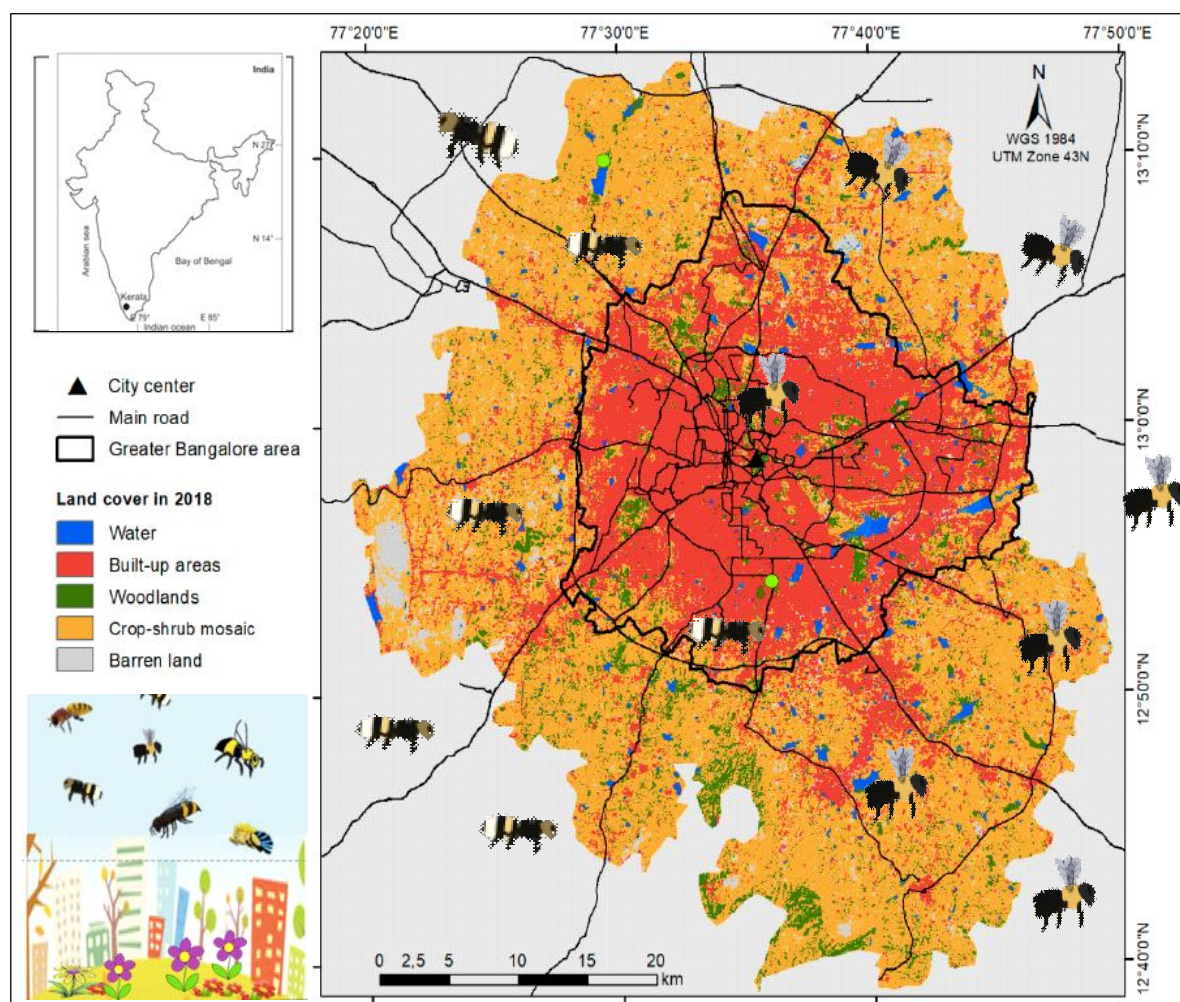 77°20'0"E
77°30'0"E
77°40'0"E
77°50'0"E
India
N 27°
N 14°
Arabian sea
Bay of Bengal
Kerala
E 79°
E 85°
Indian ocean
N
WGS 1984
UTM Zone 43N
13°10'0"N
13°0'0"N
12°50'0"N
12°40'0"N
City center
Main road
Greater Bangalore area
Land cover in 2018
Water
Built-up areas
Woodlands
Crop-shrub mosaic
Barren land
0 2,5 5 10 15 20
km